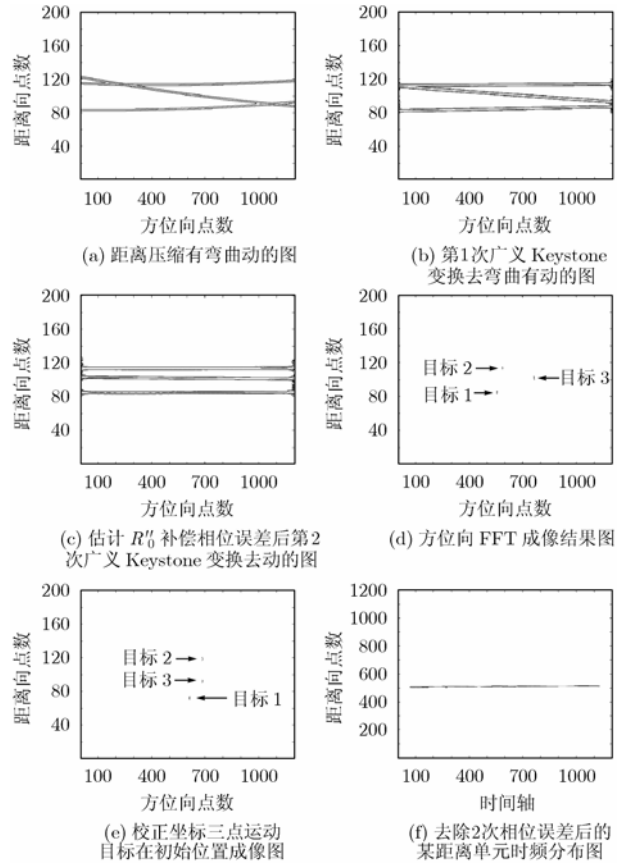 200
160
120
80
40
距离向点数
100 400 700 1000
方位向点数
(a) 距离压缩有弯曲动的图
200
160
120
80
40
距离向点数
100 400 700 1000
方位向点数
(b) 第1次广义 Keystone
变换去弯曲有动的图
200
160
120
80
40
距离向点数
100 400 700 1000
方位向点数
(c) 估计 R″₀ 补偿相位误差后第2
次广义 Keystone 变换去动的图
200
160
120
80
40
距离向点数
目标 2
目标 3
目标 1
100 400 700 1000
方位向点数
(d) 方位向 FFT 成像结果图
200
160
120
80
40
距离向点数
目标 2
目标 3
目标 1
100 400 700 1000
方位向点数
(e) 校正坐标三点运动
目标在初始位置成像图
1200
1000
800
600
400
200
距离向点数
100 400 700 1000
时间轴
(f) 去除2次相位误差后的
某距离单元时频分布图